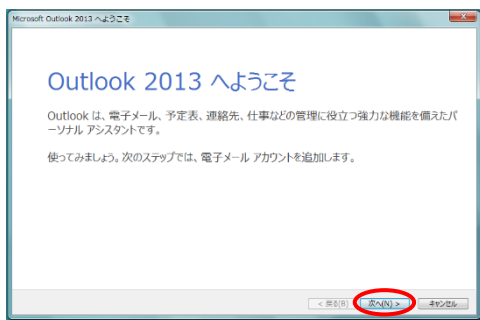 Microsoft Outlook 2013 へようこそ
Outlook 2013 へようこそ
Outlook は、電子メール、予定表、連絡先、仕事などの管理に役立つ強力な機能を備えたパ
ーソナル アシスタントです。
使ってみましょう。次のステップでは、電子メール アカウントを追加します。
< 戻る(B) 次へ(N) > キャンセル